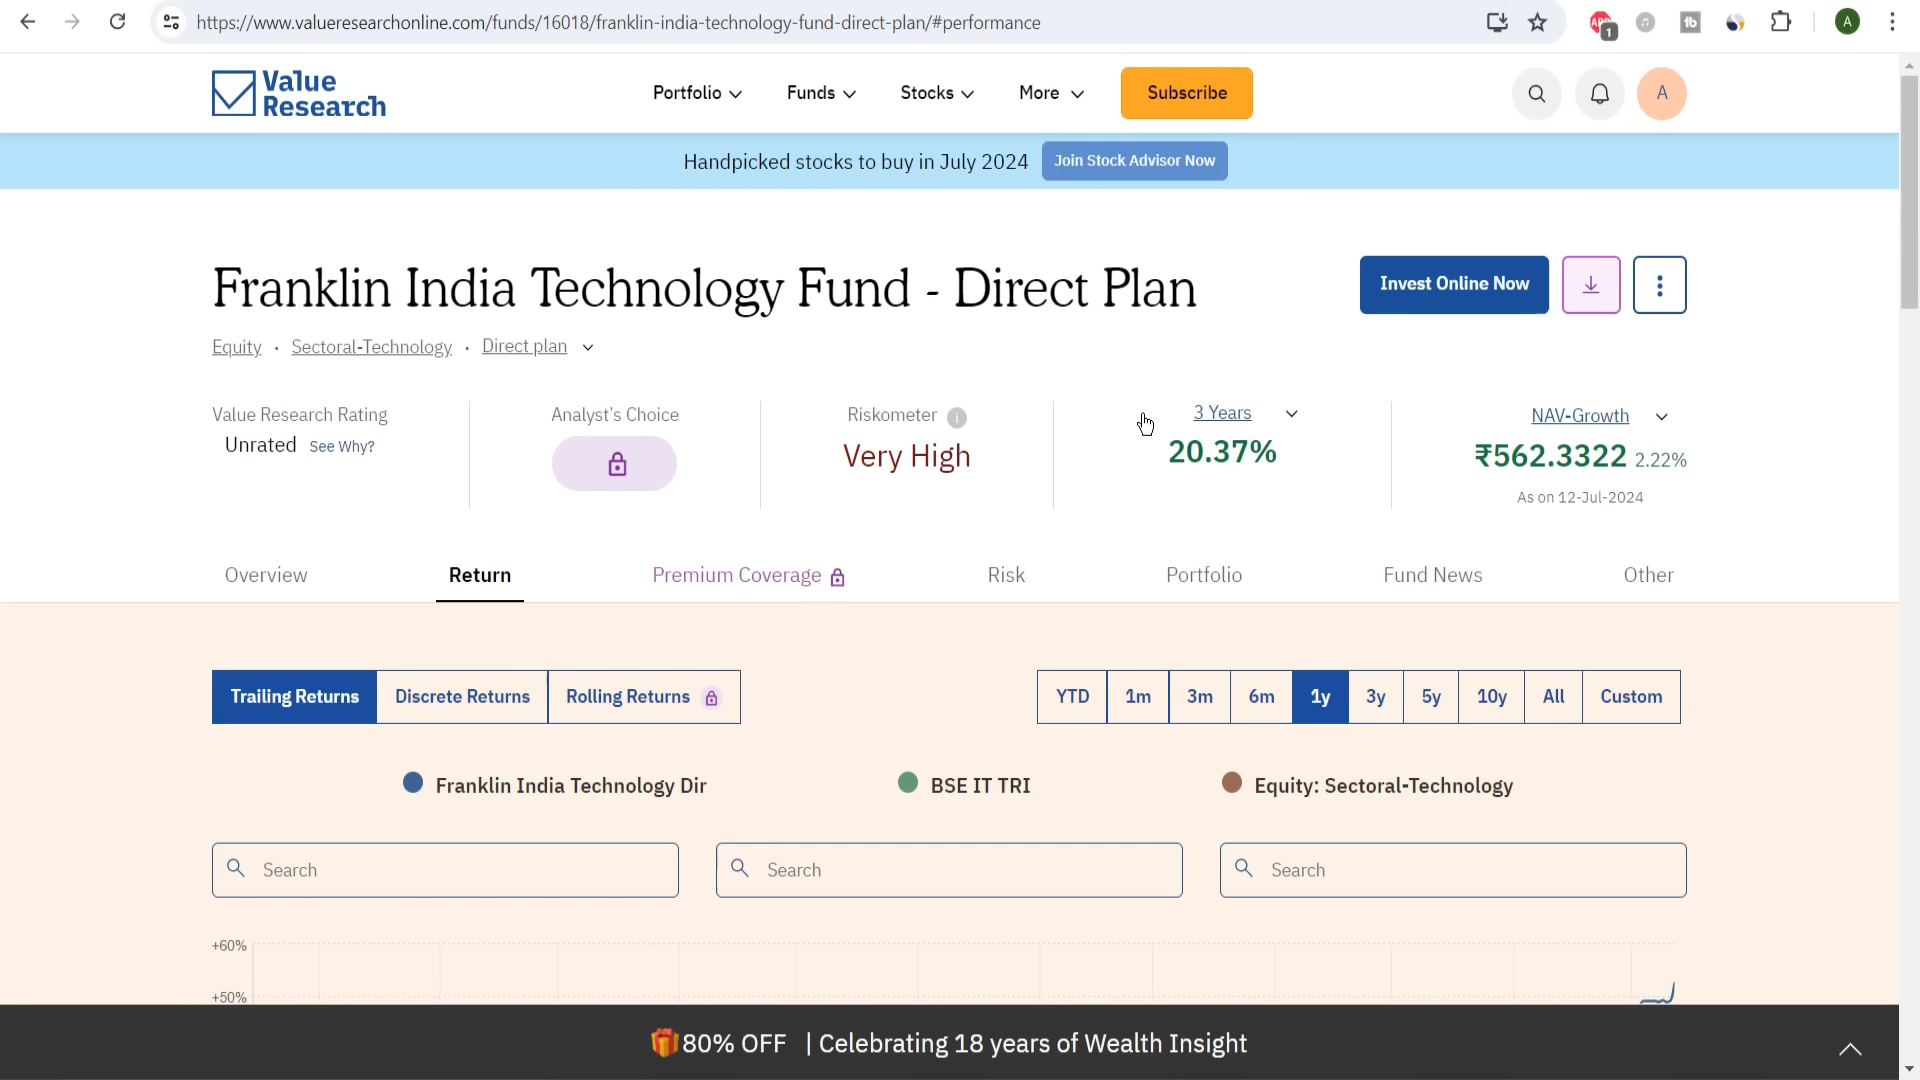 https://www.valueresearchonline.com/funds/16018/franklin-india-technology-fund-direct-plan/#performance
1
A
Value
Research
Portfolio
Funds
Stocks
More
Subscribe
A
Handpicked stocks to buy in July 2024
Join Stock Advisor Now
Franklin India Technology Fund - Direct Plan
Invest Online Now
Equity · Sectoral-Technology · Direct plan
Value Research Rating
Unrated See Why?
Analyst's Choice
Riskometer
Very High
3 Years
20.37%
NAV-Growth
₹562.3322 2.22%
As on 12-Jul-2024
Overview
Return
Premium Coverage
Risk
Portfolio
Fund News
Other
Trailing Returns
Discrete Returns
Rolling Returns
YTD
1m
3m
6m
1y
3y
5y
10y
All
Custom
Franklin India Technology Dir
BSE IT TRI
Equity: Sectoral-Technology
Search
Search
Search
+60%
+50%
80% OFF | Celebrating 18 years of Wealth Insight